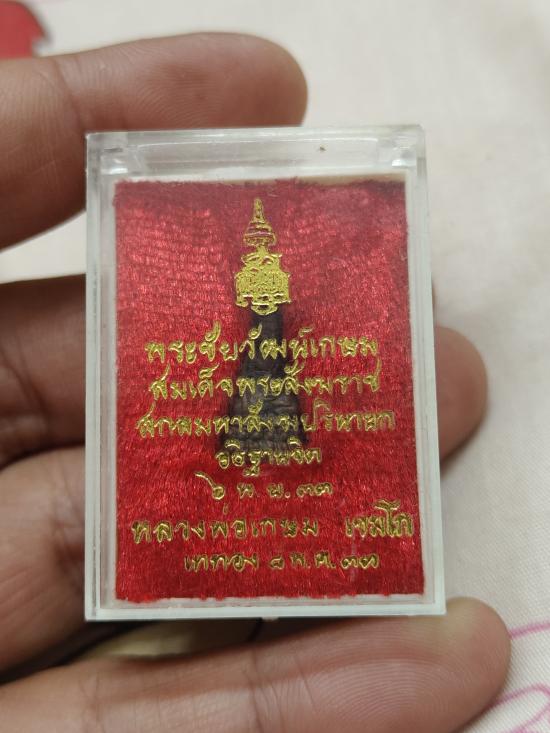 พระชัยวัฒน์เกษม
สมเด็จพระสังฆราช
สกลมหาสังฆปริณายก
อธิฐานจิต
๖ พ.ย. ๓๓
หลวงพ่อเกษม เขมโก
เททอง ๘ พ.ค. ๓๓